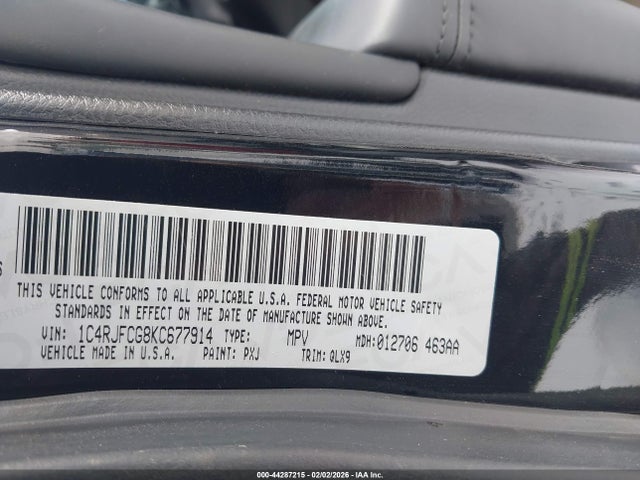 THIS VEHICLE CONFORMS TO ALL APPLICABLE U.S.A. FEDERAL MOTOR VEHICLE SAFETY
STANDARDS IN EFFECT ON THE DATE OF MANUFACTURE SHOWN ABOVE.
VIN: 1C4RJFCG8KC677914 TYPE: MPV MDH:012706 463AA
VEHICLE MADE IN U.S.A. PAINT: PXJ TRIM: QLX9
000-44287215 - 02/02/2026 - IAA Inc.